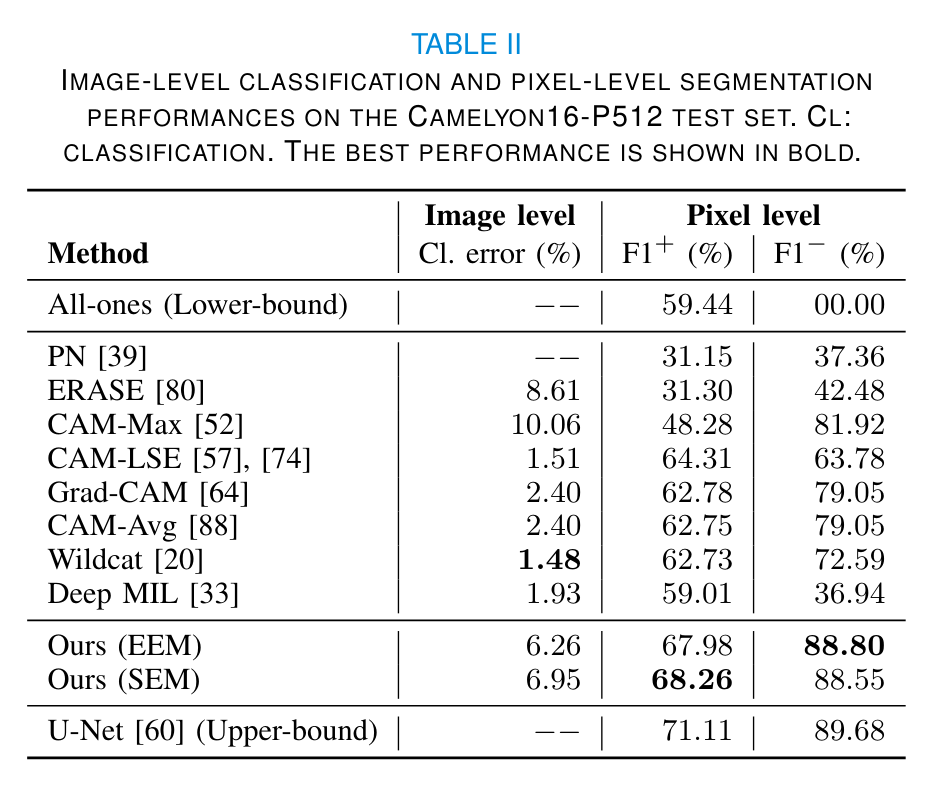 TABLE II
IMAGE-LEVEL CLASSIFICATION AND PIXEL-LEVEL SEGMENTATION
PERFORMANCES ON THE CAMELYON16-P512 TEST SET. CL:
CLASSIFICATION. THE BEST PERFORMANCE IS SHOWN IN BOLD.
Image level Pixel level
Method Cl. error (%) F1⁺ (%) F1⁻ (%)
All-ones (Lower-bound) −− 59.44 00.00
PN [39] −− 31.15 37.36
ERASE [80] 8.61 31.30 42.48
CAM-Max [52] 10.06 48.28 81.92
CAM-LSE [57], [74] 1.51 64.31 63.78
Grad-CAM [64] 2.40 62.78 79.05
CAM-Avg [88] 2.40 62.75 79.05
Wildcat [20] 1.48 62.73 72.59
Deep MIL [33] 1.93 59.01 36.94
Ours (EEM) 6.26 67.98 88.80
Ours (SEM) 6.95 68.26 88.55
U-Net [60] (Upper-bound) −− 71.11 89.68